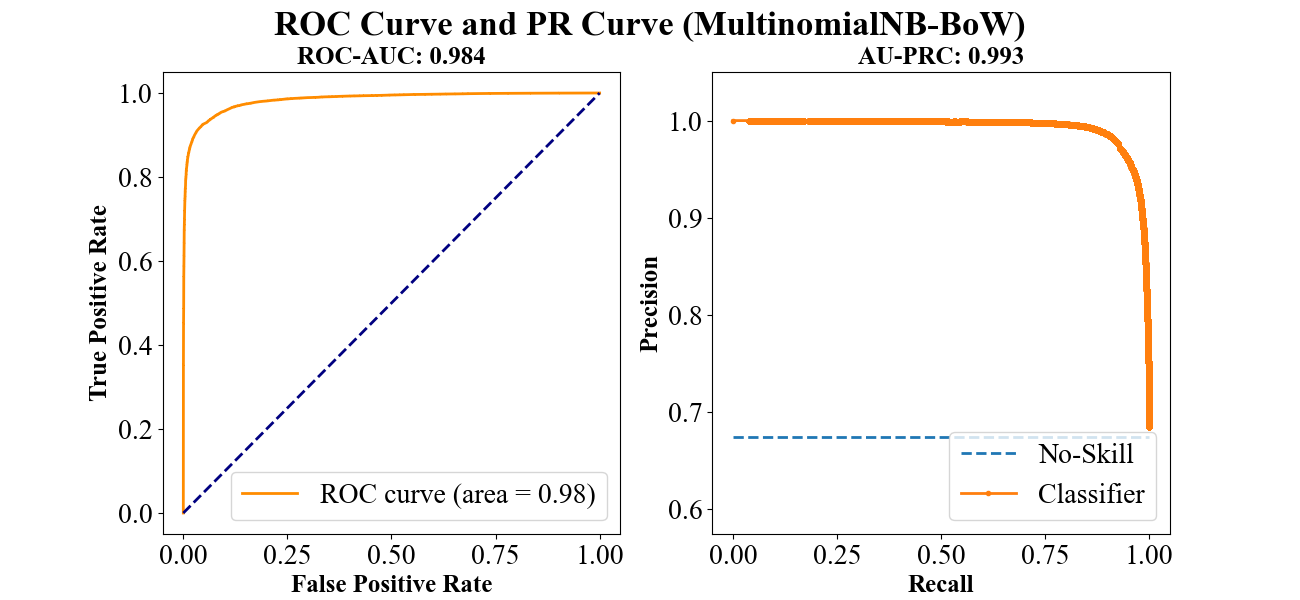 ROC Curve and PR Curve (MultinomialNB-BoW)
ROC-AUC: 0.984
True Positive Rate
1.0
0.8
0.6
0.4
0.2
0.0
ROC curve (area = 0.98)
0.00 0.25 0.50 0.75 1.00
False Positive Rate
AU-PRC: 0.993
Precision
1.0
0.9
0.8
0.7
0.6
No-Skill
Classifier
0.00 0.25 0.50 0.75 1.00
Recall